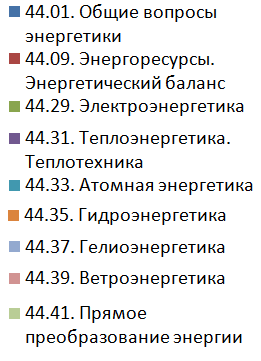 44.01. Общие вопросы
энергетики
44.09. Энергоресурсы.
Энергетический баланс
44.29. Электроэнергетика
44.31. Теплоэнергетика.
Теплотехника
44.33. Атомная энергетика
44.35. Гидроэнергетика
44.37. Гелиоэнергетика
44.39. Ветроэнергетика
44.41. Прямое
преобразование энергии